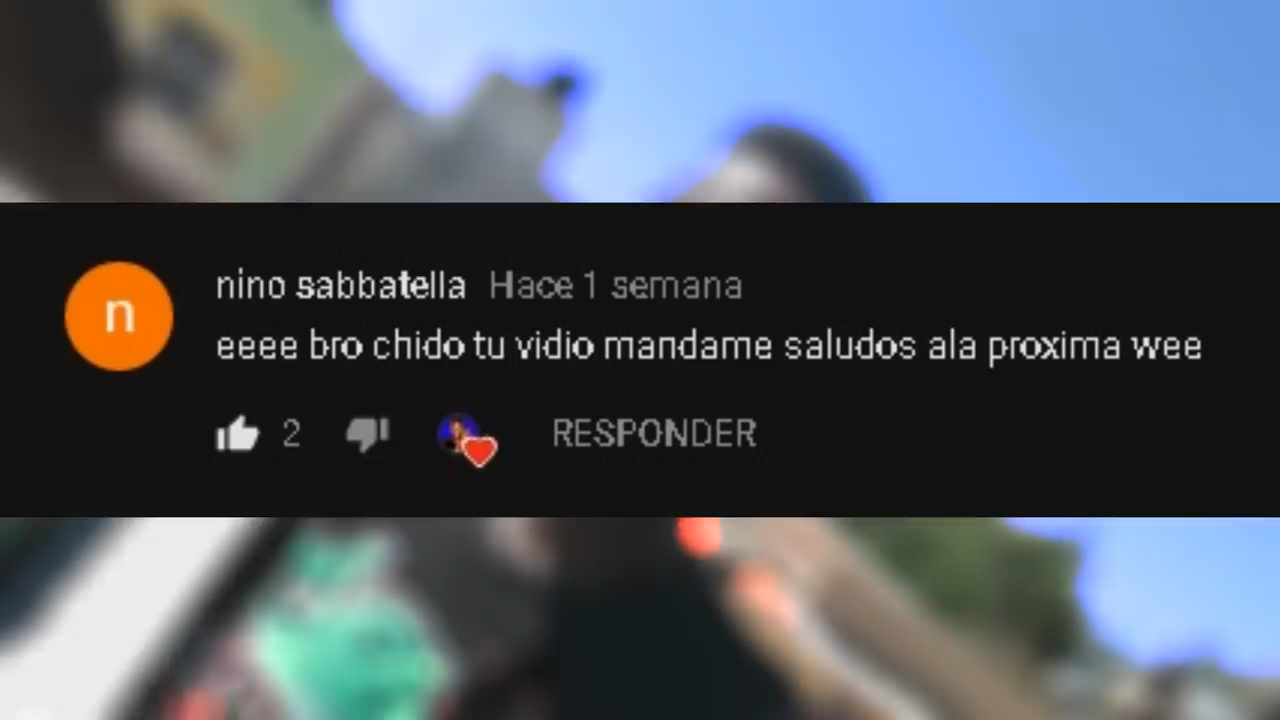 n
nino sabbatella Hace 1 semana
eeee bro chido tu vidio mandame saludos ala proxima wee
2 RESPONDER